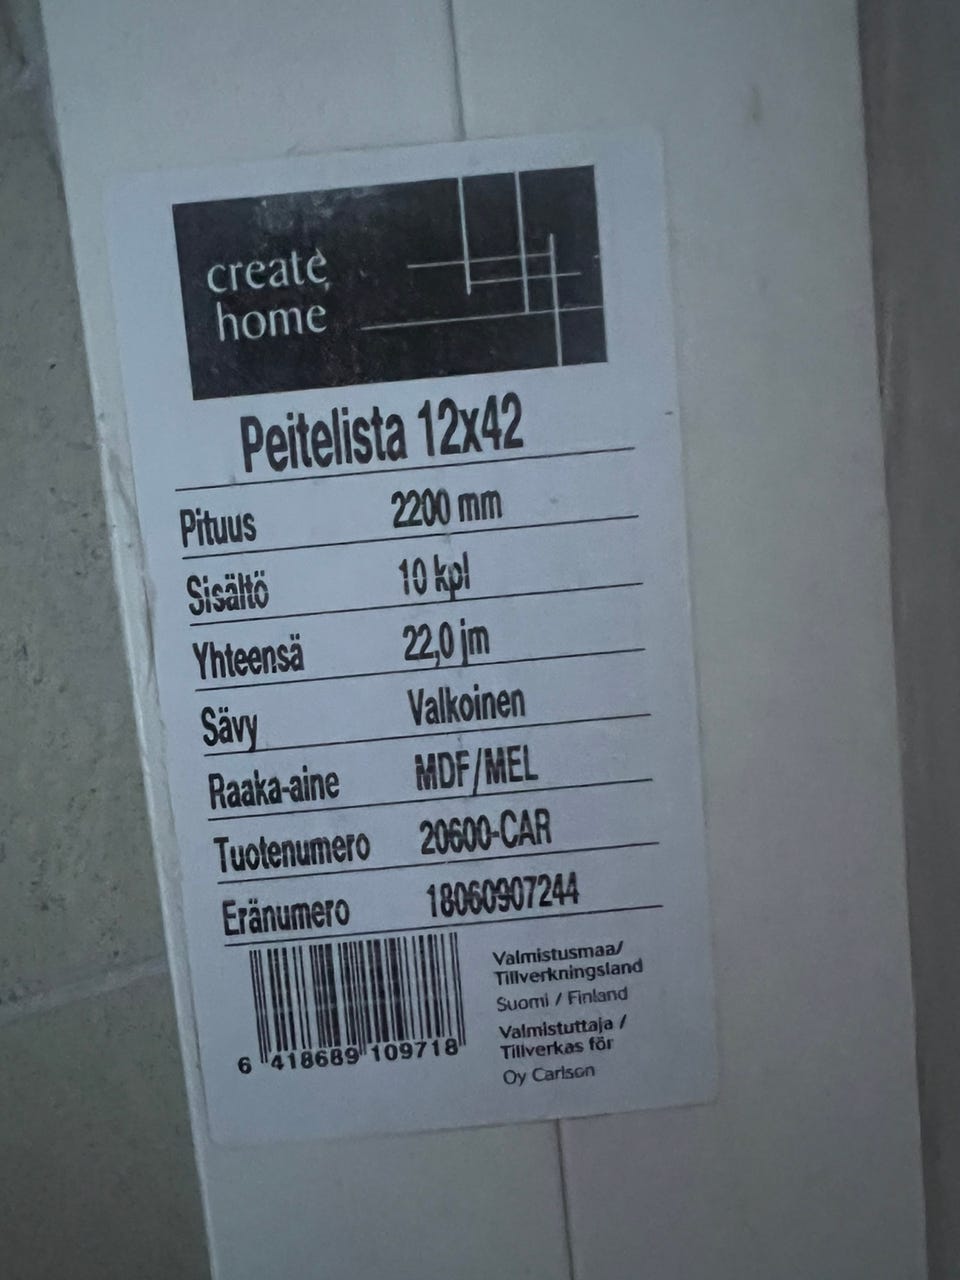 create
home
Peitelista 12x42
Pituus 2200 mm
Sisältö 10 kpl
Yhteensä 22,0 jm
Sävy Valkoinen
Raaka-aine MDF/MEL
Tuotenumero 20600-CAR
Eränumero 18060907244
6 418689 109718
Valmistusmaa/
Tillverkningsland
Suomi / Finland
Valmistuttaja /
Tillverkas för
Oy Carlson